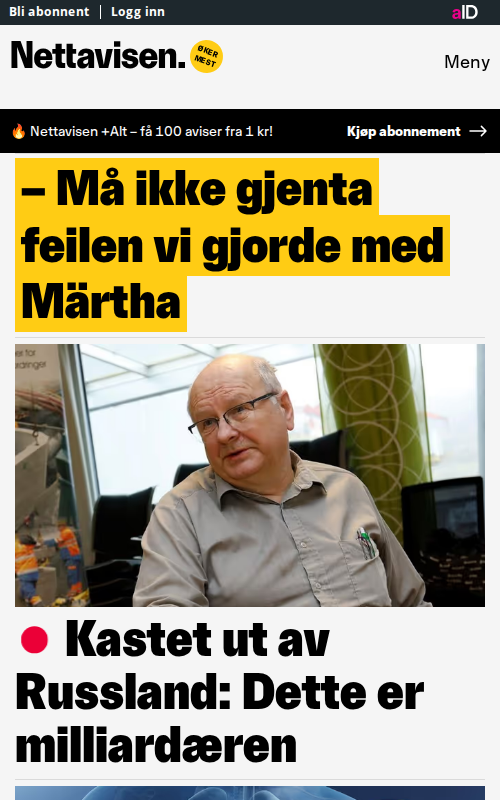 Bli abonnent
Logg inn
aID
Nettavisen.
ØKER
MEST
Meny
🔥 Nettavisen +Alt – få 100 aviser fra 1 kr!
Kjøp abonnement →
– Må ikke gjenta
feilen vi gjorde med
Märtha
Kastet ut av
Russland: Dette er
milliardæren